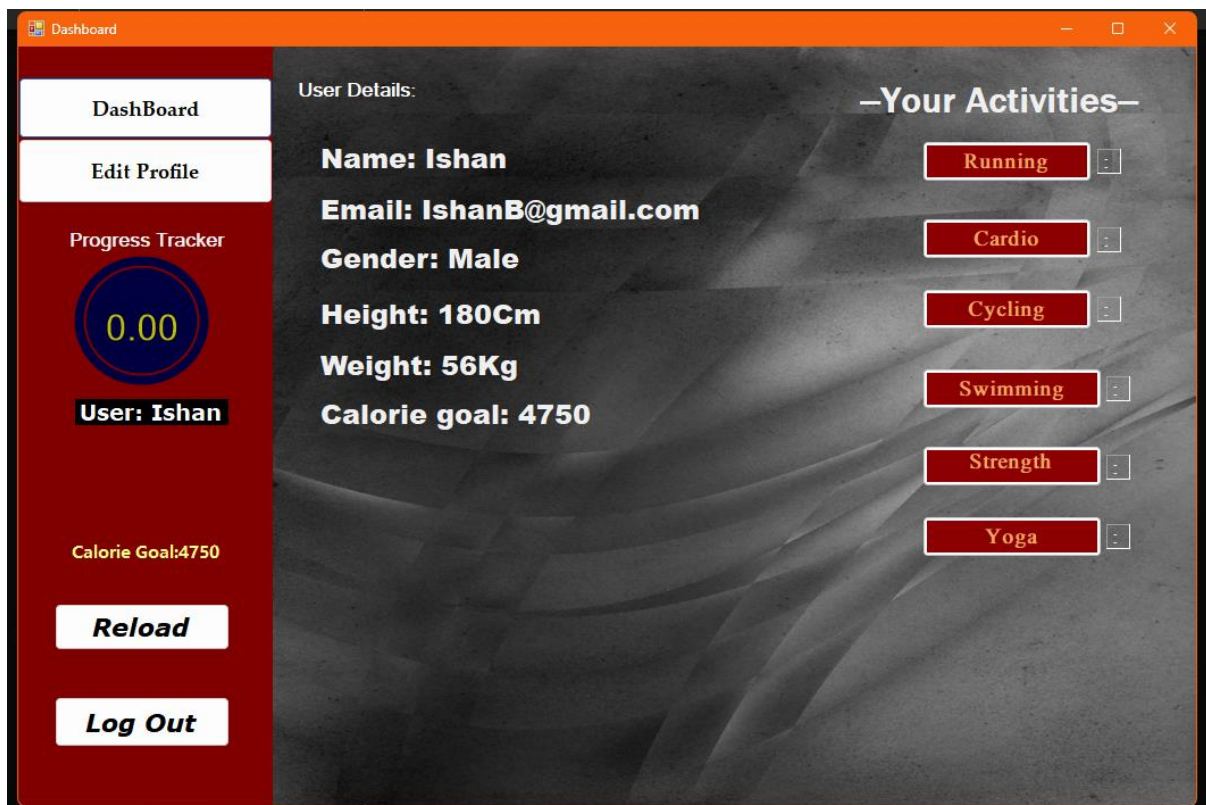 Dashboard
DashBoard
Edit Profile
Progress Tracker
0.00
User: Ishan
Calorie Goal:4750
Reload
Log Out
User Details:
Name: Ishan
Email: IshanB@gmail.com
Gender: Male
Height: 180Cm
Weight: 56Kg
Calorie goal: 4750
–Your Activities–
Running
Cardio
Cycling
Swimming
Strength
Yoga